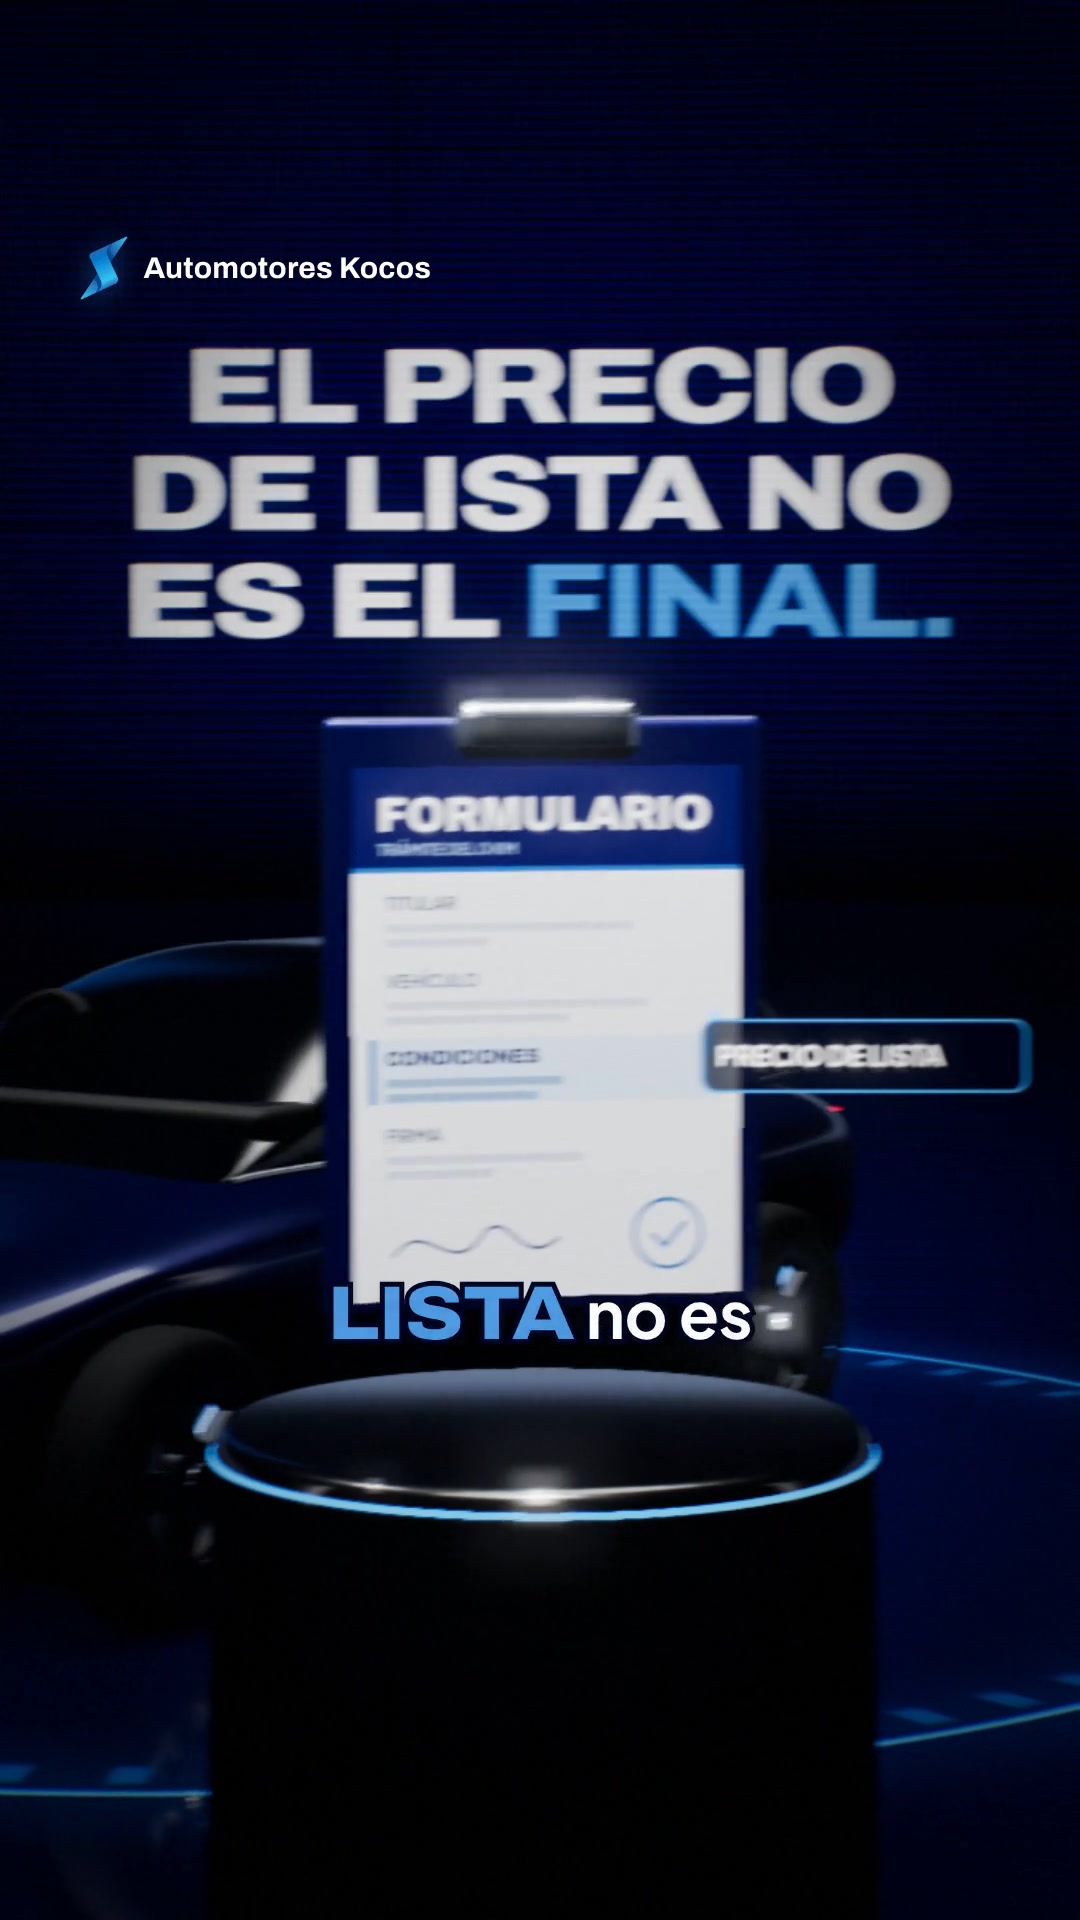 Automotores Kocos
EL PRECIO
DE LISTA NO
ES EL FINAL.
FORMULARIO
TITULAR
VEHÍCULO
CONDICIONES
PRECIO DE LISTA
FIRMA
LISTA no es